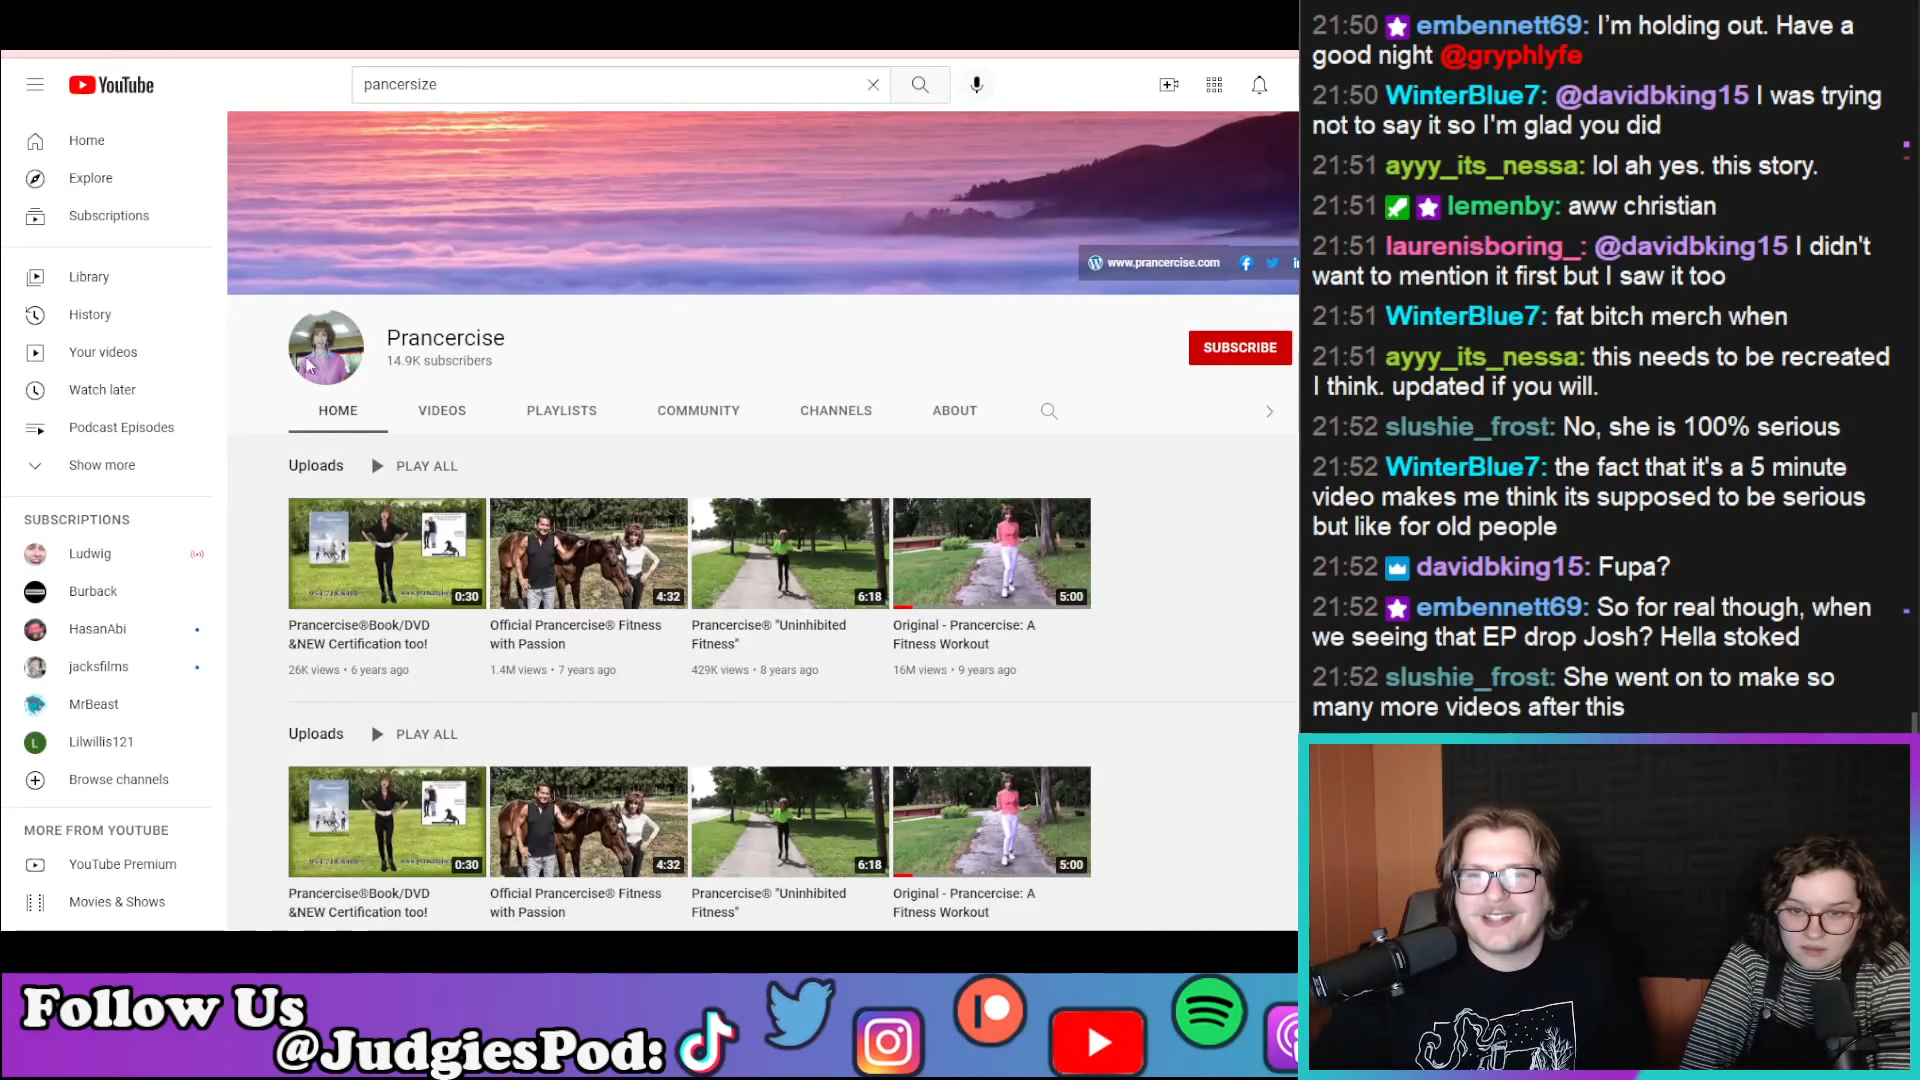 YouTube
pancersize
Home
Explore
Subscriptions
Library
History
Your videos
Watch later
Podcast Episodes
Show more
SUBSCRIPTIONS
Ludwig
Burback
HasanAbi
jacksfilms
MrBeast
L Lilwillis121
Browse channels
MORE FROM YOUTUBE
YouTube Premium
Movies & Shows
www.prancercise.com
Prancercise
14.9K subscribers
SUBSCRIBE
HOME VIDEOS PLAYLISTS COMMUNITY CHANNELS ABOUT
Uploads PLAY ALL
0:30 4:32 6:18 5:00
Prancercise®Book/DVD
&NEW Certification too!
26K views • 6 years ago
Official Prancercise® Fitness
with Passion
1.4M views • 7 years ago
Prancercise® "Uninhibited
Fitness"
429K views • 8 years ago
Original - Prancercise: A
Fitness Workout
16M views • 9 years ago
Uploads PLAY ALL
0:30 4:32 6:18 5:00
Prancercise®Book/DVD
&NEW Certification too!
Official Prancercise® Fitness
with Passion
Prancercise® "Uninhibited
Fitness"
Original - Prancercise: A
Fitness Workout
21:50 embennett69: I'm holding out. Have a
good night @gryphlyfe
21:50 WinterBlue7: @davidbking15 I was trying
not to say it so I'm glad you did
21:51 ayyy_its_nessa: lol ah yes. this story.
21:51 lemenby: aww christian
21:51 laurenisboring_: @davidbking15 I didn't
want to mention it first but I saw it too
21:51 WinterBlue7: fat bitch merch when
21:51 ayyy_its_nessa: this needs to be recreated
I think. updated if you will.
21:52 slushie_frost: No, she is 100% serious
21:52 WinterBlue7: the fact that it's a 5 minute
video makes me think its supposed to be serious
but like for old people
21:52 davidbking15: Fupa?
21:52 embennett69: So for real though, when
we seeing that EP drop Josh? Hella stoked
21:52 slushie_frost: She went on to make so
many more videos after this
Follow Us
@JudgiesPod: